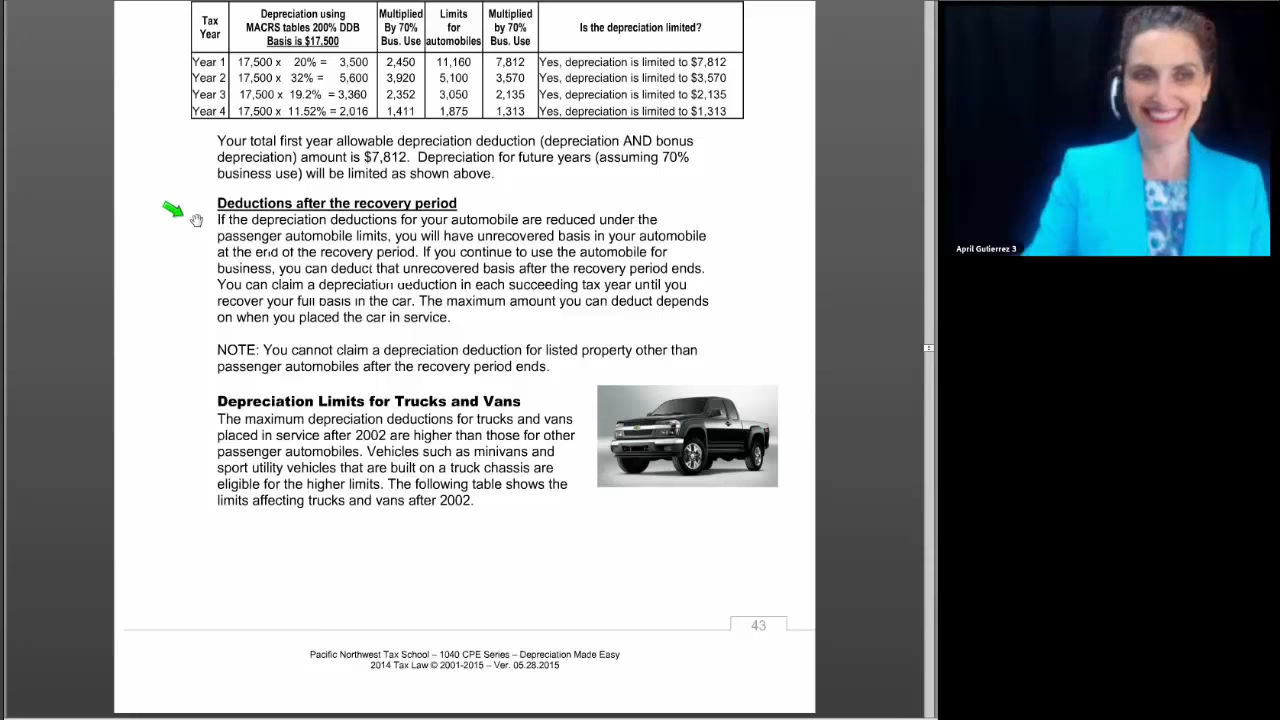 Tax Year | Depreciation using MACRS tables 200% DDB Basis is $17,500 | Multiplied By 70% Bus. Use | Limits for automobiles | Multiplied by 70% Bus. Use | Is the depreciation limited?
Year 1 | 17,500 x 20% = 3,500 | 2,450 | 11,160 | 7,812 | Yes, depreciation is limited to $7,812
Year 2 | 17,500 x 32% = 5,600 | 3,920 | 5,100 | 3,570 | Yes, depreciation is limited to $3,570
Year 3 | 17,500 x 19.2% = 3,360 | 2,352 | 3,050 | 2,135 | Yes, depreciation is limited to $2,135
Year 4 | 17,500 x 11.52% = 2,016 | 1,411 | 1,875 | 1,313 | Yes, depreciation is limited to $1,313
Your total first year allowable depreciation deduction (depreciation AND bonus
depreciation) amount is $7,812. Depreciation for future years (assuming 70%
business use) will be limited as shown above.
Deductions after the recovery period
If the depreciation deductions for your automobile are reduced under the
passenger automobile limits, you will have unrecovered basis in your automobile
at the end of the recovery period. If you continue to use the automobile for
business, you can deduct that unrecovered basis after the recovery period ends.
You can claim a depreciation deduction in each succeeding tax year until you
recover your full basis in the car. The maximum amount you can deduct depends
on when you placed the car in service.
NOTE: You cannot claim a depreciation deduction for listed property other than
passenger automobiles after the recovery period ends.
Depreciation Limits for Trucks and Vans
The maximum depreciation deductions for trucks and vans
placed in service after 2002 are higher than those for other
passenger automobiles. Vehicles such as minivans and
sport utility vehicles that are built on a truck chassis are
eligible for the higher limits. The following table shows the
limits affecting trucks and vans after 2002.
43
Pacific Northwest Tax School – 1040 CPE Series – Depreciation Made Easy
2014 Tax Law © 2001-2015 – Ver. 05.28.2015
April Gutierrez 3